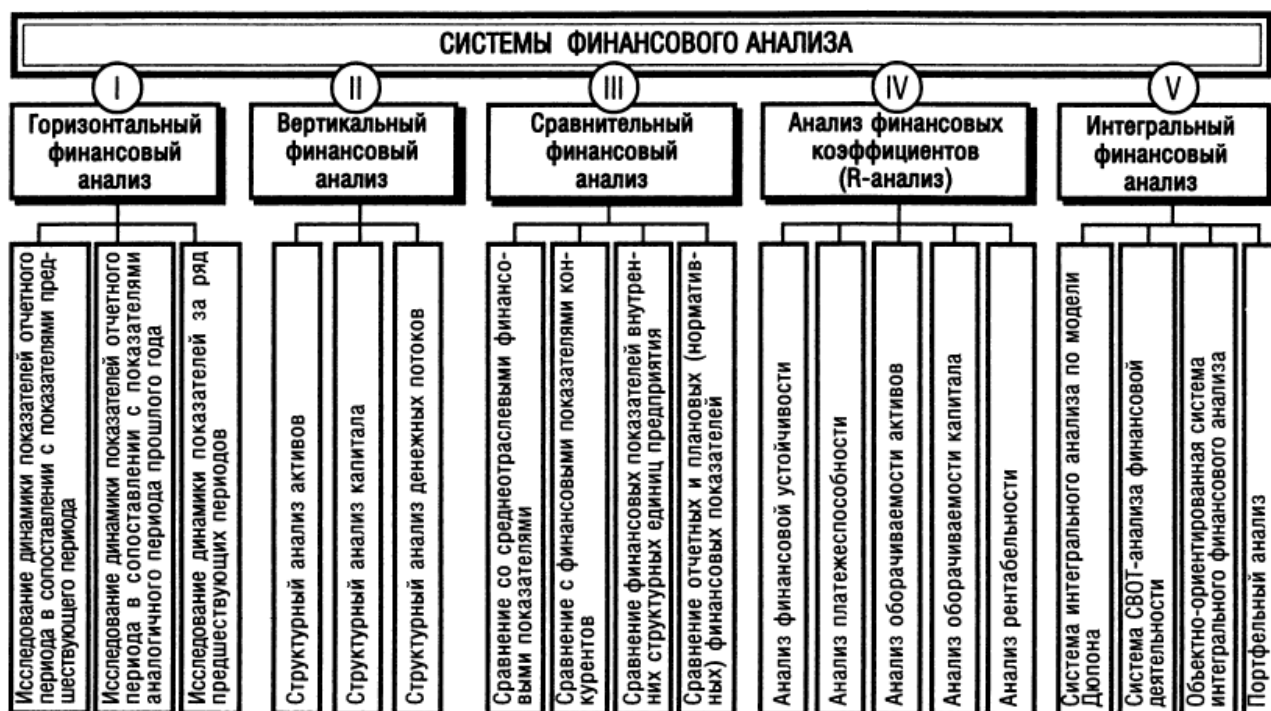 СИСТЕМЫ ФИНАНСОВОГО АНАЛИЗА
I
Горизонтальный
финансовый
анализ
Исследование динамики показателей отчетного
периода в сопоставлении с показателями пред-
шествующего периода
Исследование динамики показателей отчетного
периода в сопоставлении с показателями
аналогичного периода прошлого года
Исследование динамики показателей за ряд
предшествующих периодов
II
Вертикальный
финансовый
анализ
Структурный анализ активов
Структурный анализ капитала
Структурный анализ денежных потоков
III
Сравнительный
финансовый
анализ
Сравнение со среднеотраслевыми финансо-
выми показателями
Сравнение с финансовыми показателями кон-
курентов
Сравнение финансовых показателей внутрен-
них структурных единиц предприятия
Сравнение отчетных и плановых (норматив-
ных) финансовых показателей
IV
Анализ финансовых
коэффициентов
(R-анализ)
Анализ финансовой устойчивости
Анализ платежеспособности
Анализ оборачиваемости активов
Анализ оборачиваемости капитала
Анализ рентабельности
V
Интегральный
финансовый
анализ
Система интегрального анализа по модели
Дюпона
Система СВОТ-анализа финансовой
деятельности
Объектно-ориентированная система
интегрального финансового анализа
Портфельный анализ